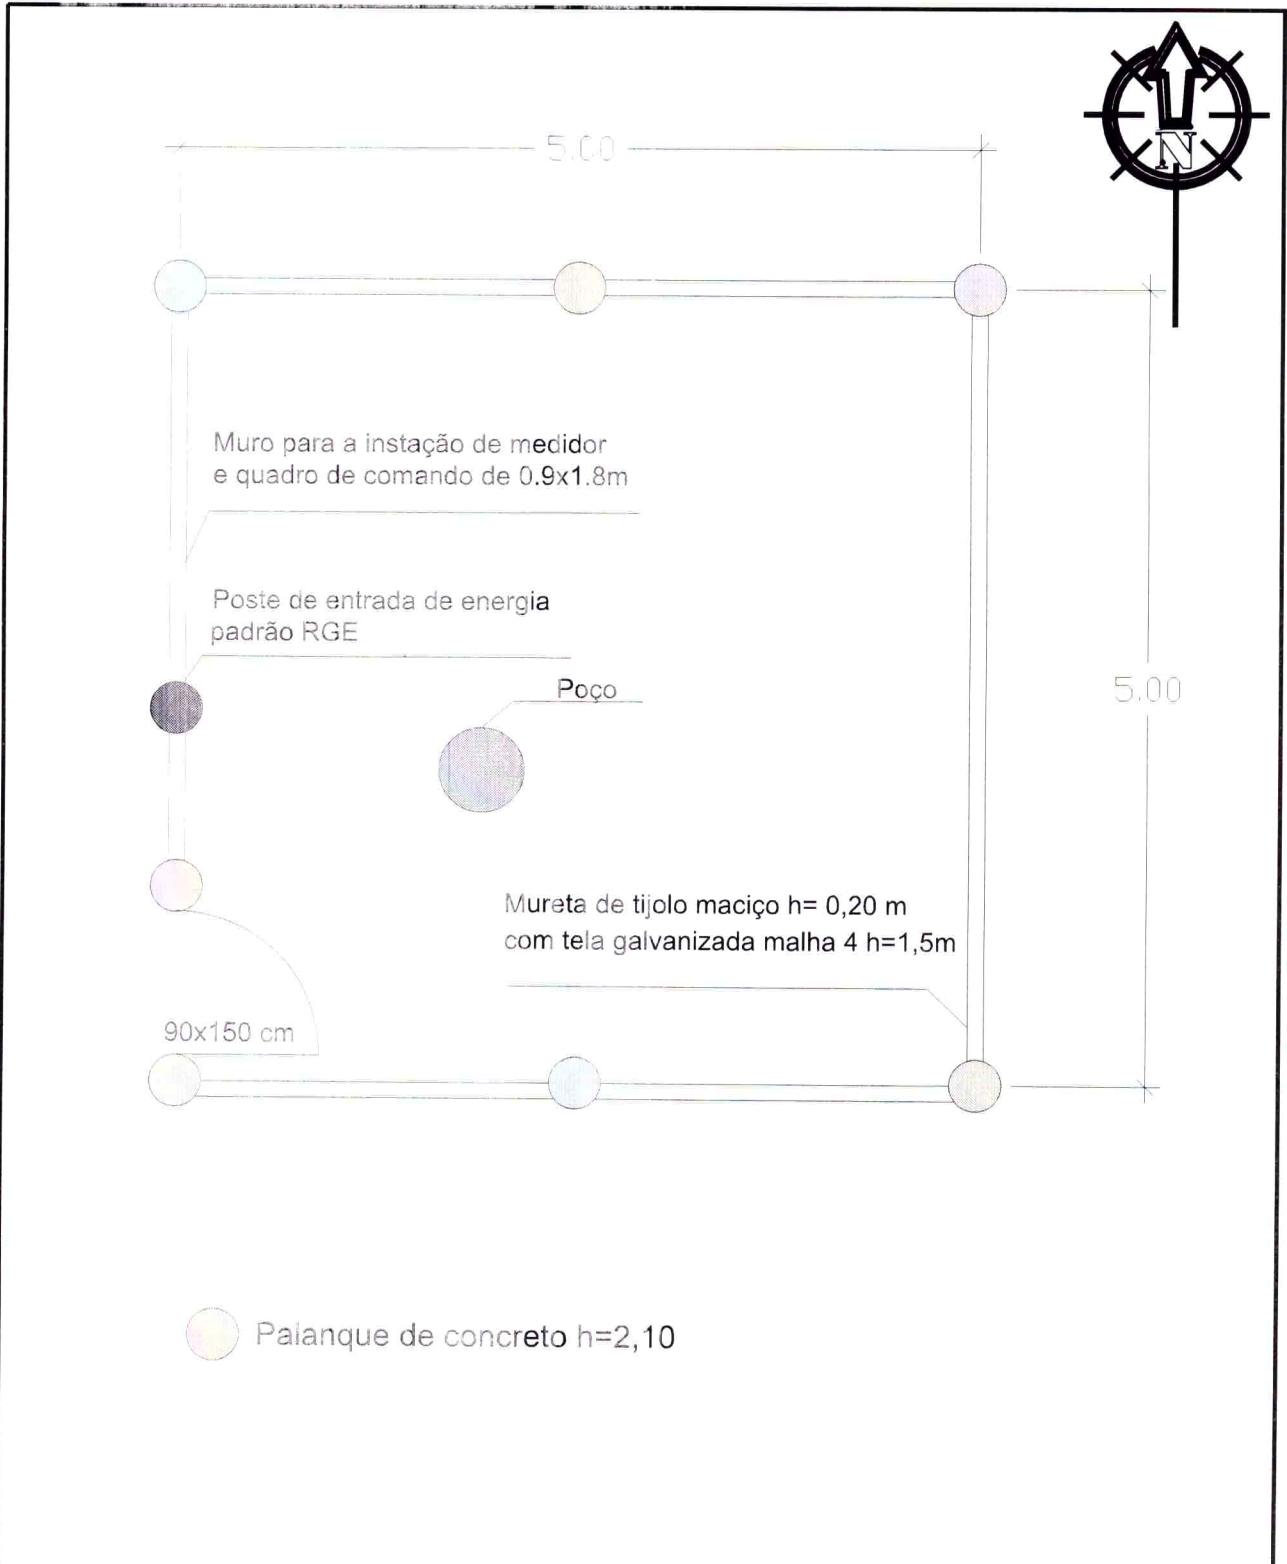 N
5.00
Muro para a instação de medidor
e quadro de comando de 0.9x1.8m
Poste de entrada de energia
padrão RGE
Poço
5.00
Mureta de tijolo maciço h= 0,20 m
com tela galvanizada malha 4 h=1,5m
90x150 cm
Palanque de concreto h=2,10